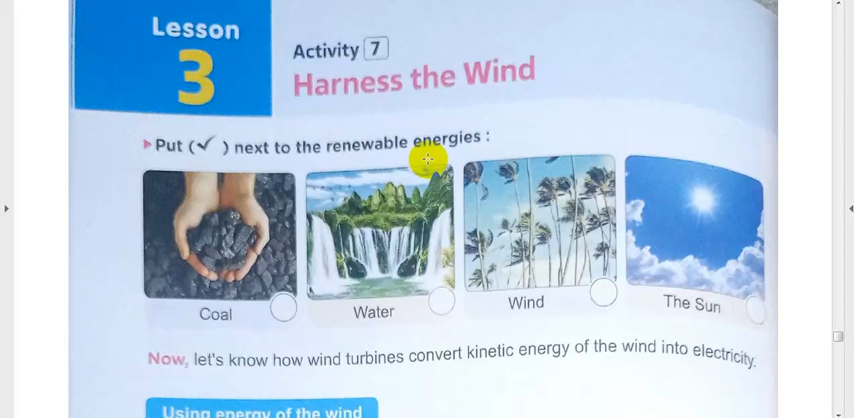 Lesson
3
Activity 7
Harness the Wind
▶ Put (✓) next to the renewable energies :
Coal
Water
Wind
The Sun
Now, let's know how wind turbines convert kinetic energy of the wind into electricity.
Using energy of the wind